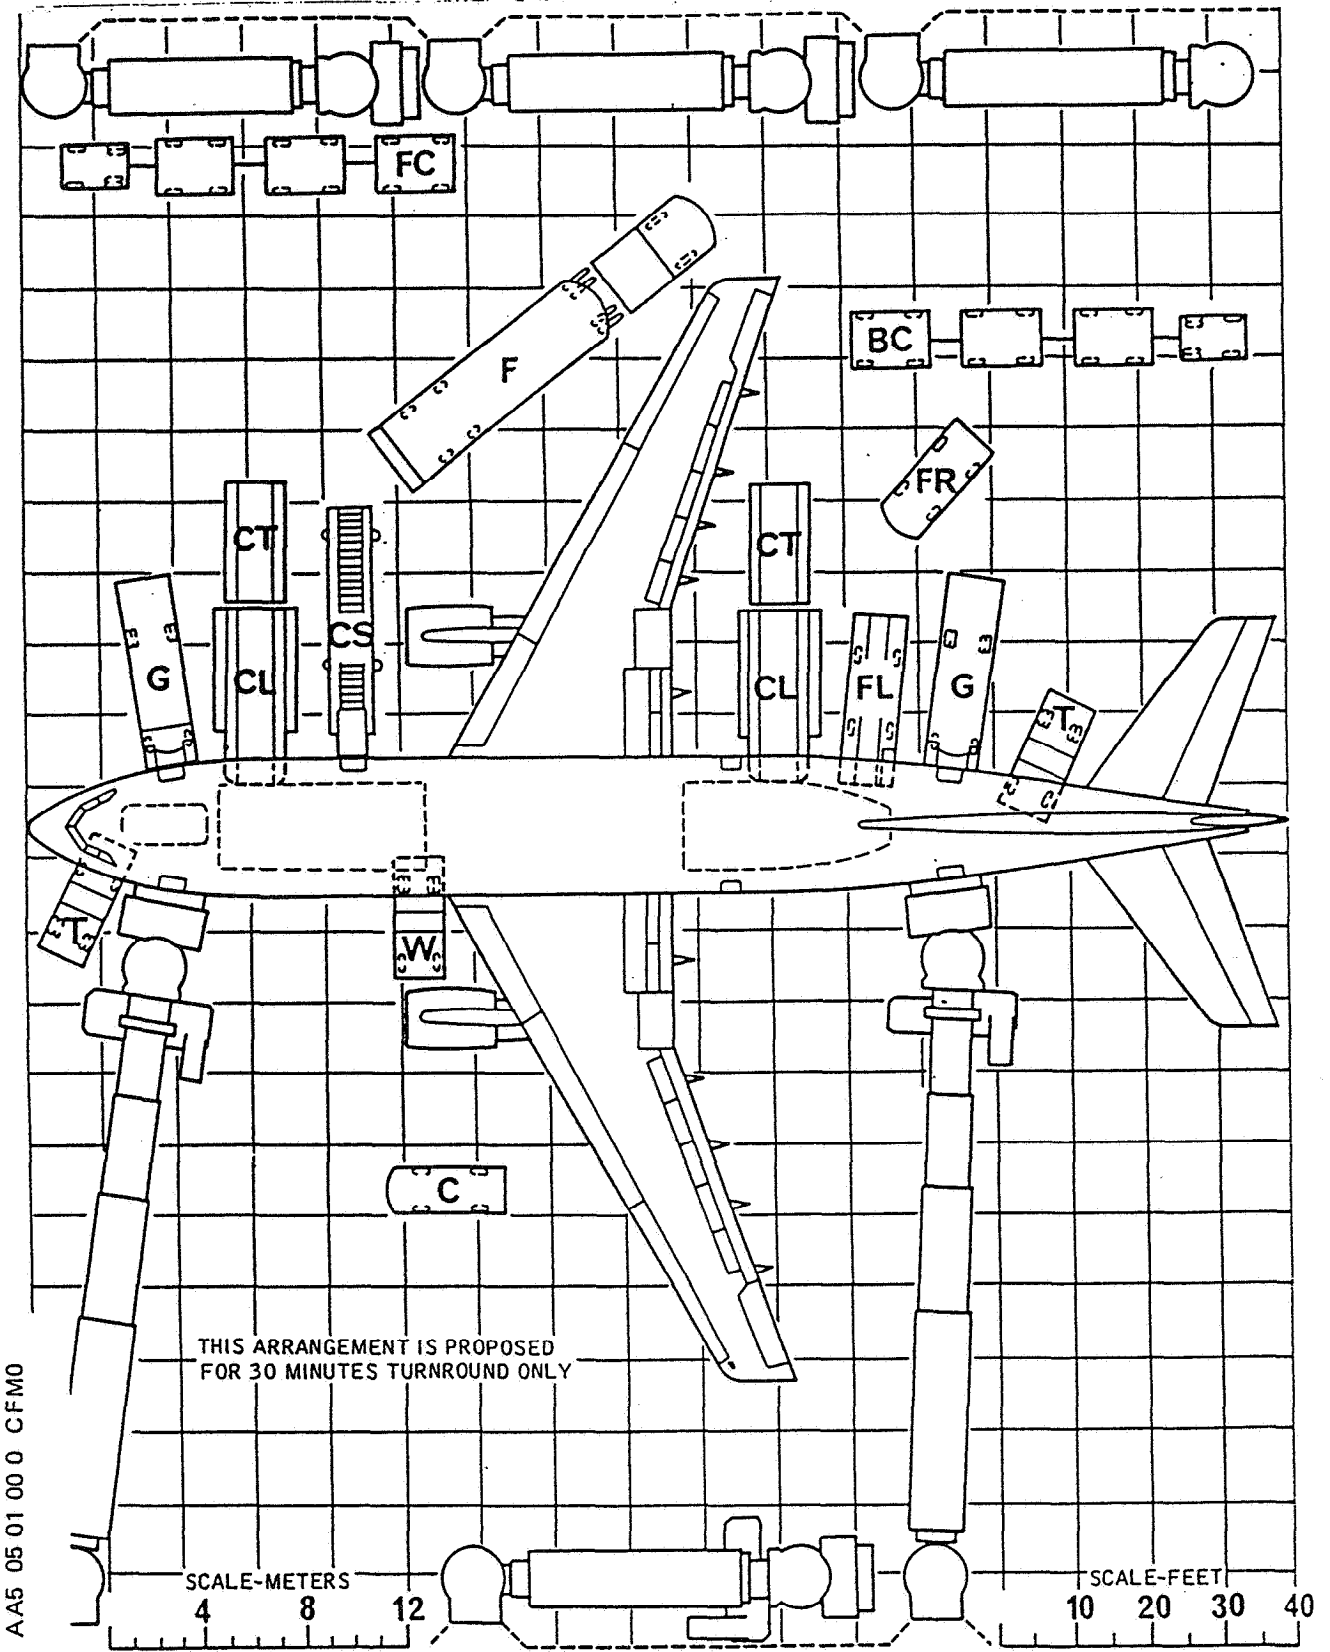 FC
F
BC
FR
CT
CT
CS
G
CL
CL
FL
G
T
T
W
C
THIS ARRANGEMENT IS PROPOSED
FOR 30 MINUTES TURNROUND ONLY
AA5 05 01 00 0 CFM0
SCALE-METERS
4 8 12
SCALE-FEET
10 20 30 40